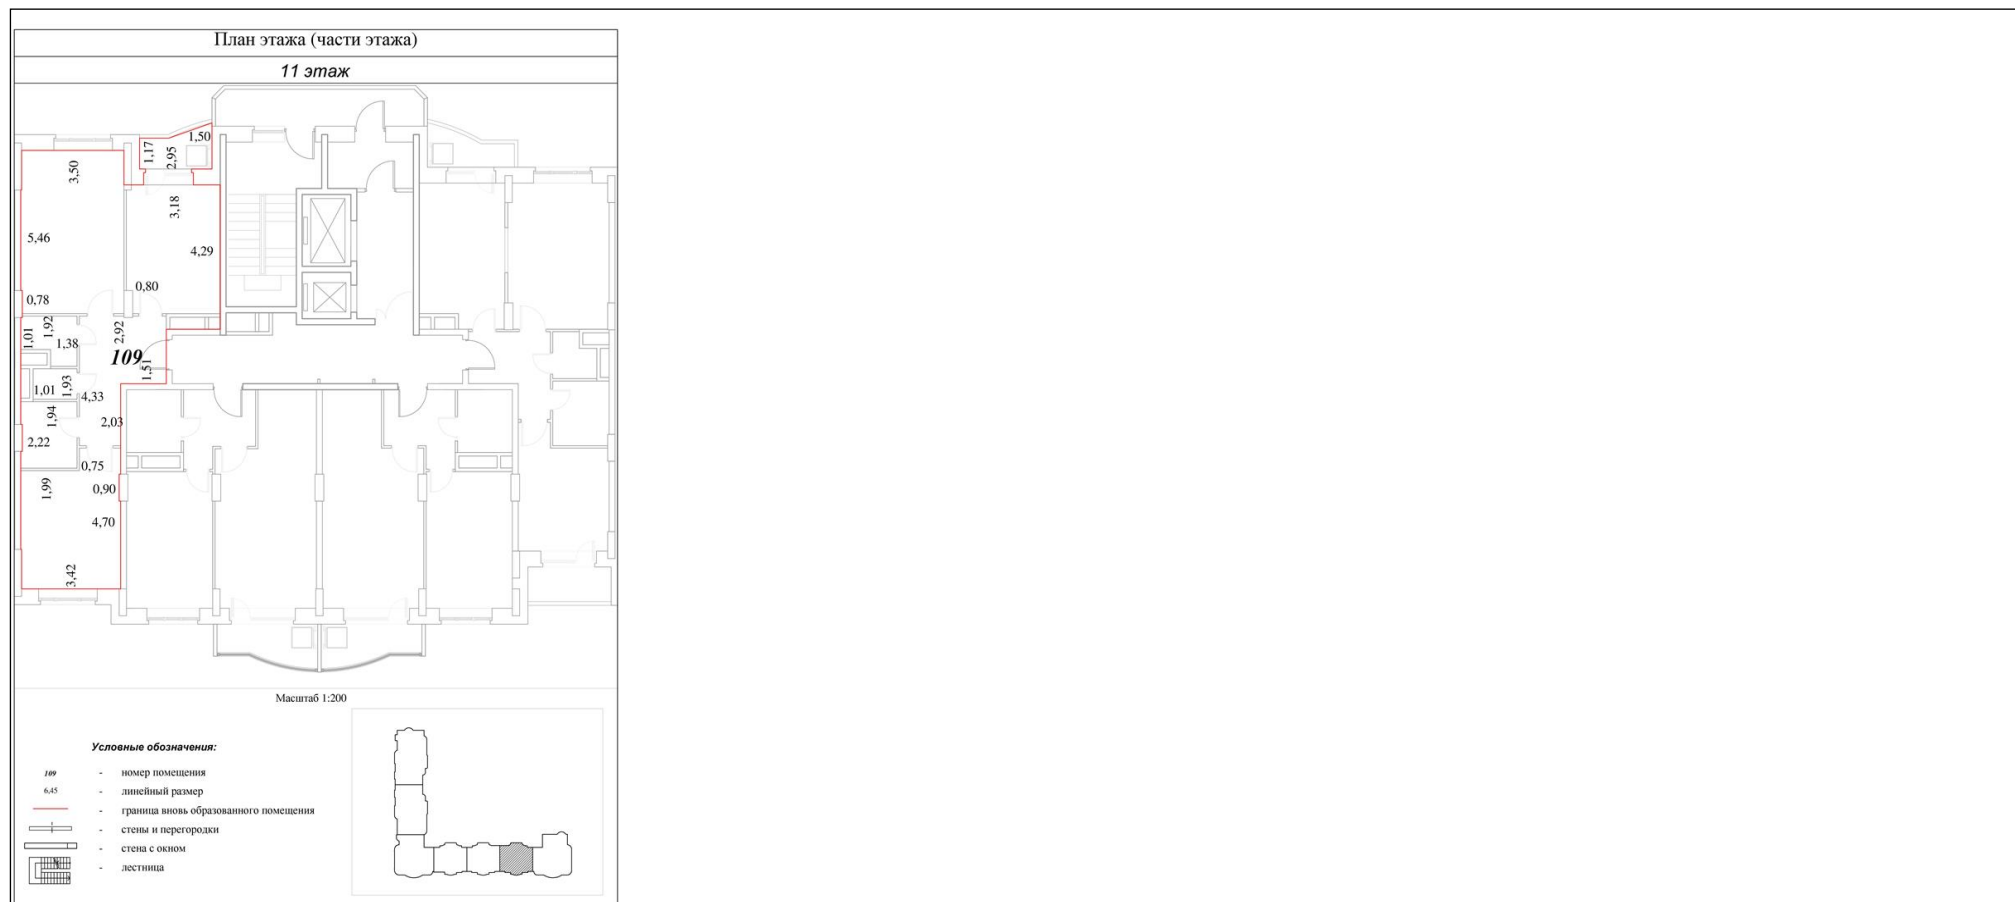 План этажа (части этажа)
11 этаж
1,50
1,17
2,95
3,50
3,18
5,46
4,29
0,80
0,78
1,01
1,92
1,38
2,92
109
1,51
1,01
1,93
4,33
1,94
2,03
2,22
0,75
1,99
0,90
4,70
3,42
Масштаб 1:200
Условные обозначения:
109 - номер помещения
6,45 - линейный размер
- граница вновь образованного помещения
- стены и перегородки
- стена с окном
- лестница